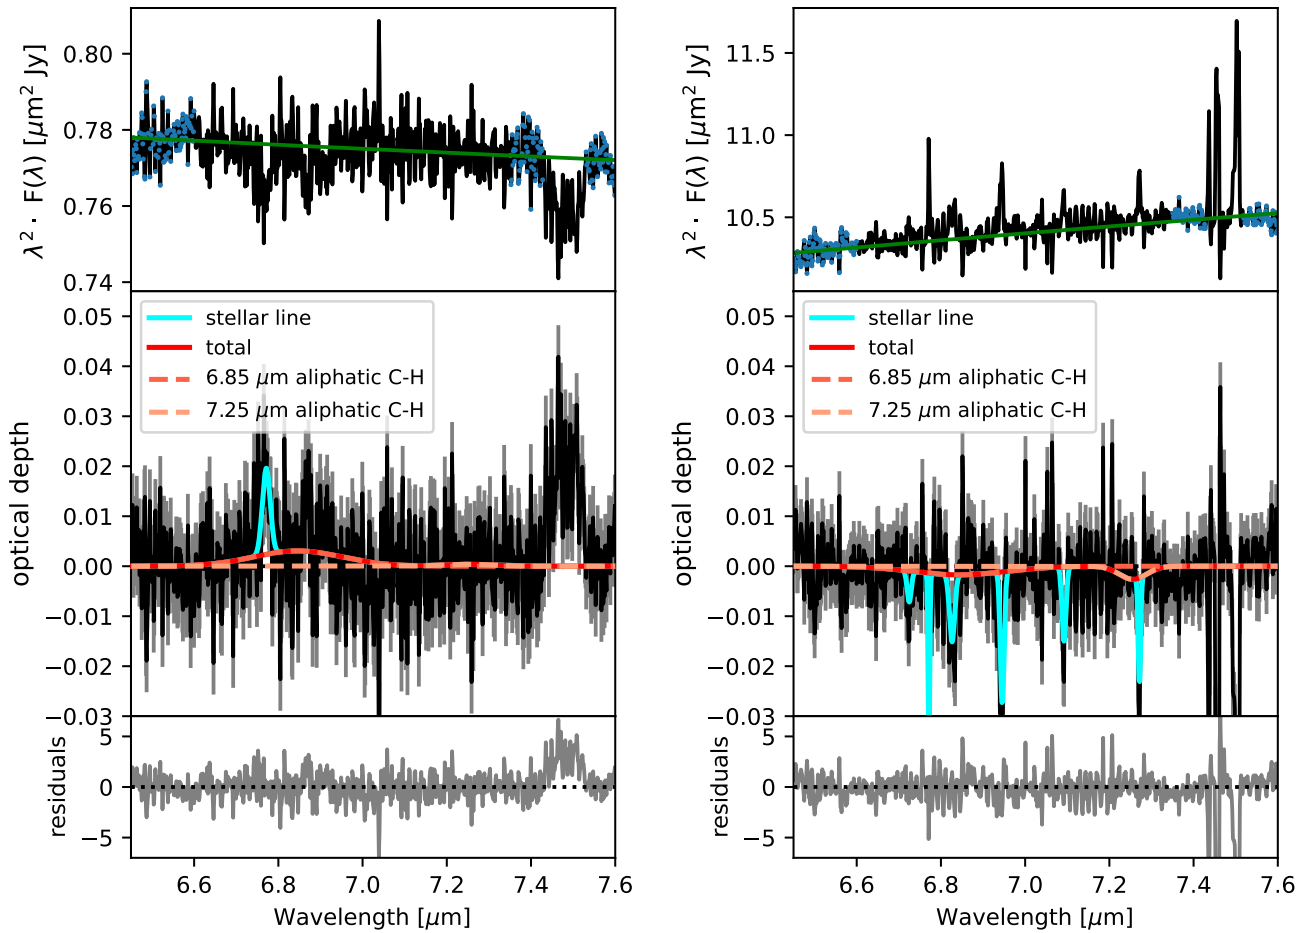 λ² · F(λ) [μm² Jy]
0.80
0.78
0.76
0.74
λ² · F(λ) [μm² Jy]
11.5
11.0
10.5
optical depth
0.05
0.04
0.03
0.02
0.01
0.00
−0.01
−0.02
−0.03
stellar line
total
6.85 μm aliphatic C-H
7.25 μm aliphatic C-H
optical depth
0.05
0.04
0.03
0.02
0.01
0.00
−0.01
−0.02
−0.03
stellar line
total
6.85 μm aliphatic C-H
7.25 μm aliphatic C-H
residuals
5
0
−5
6.6 6.8 7.0 7.2 7.4 7.6
Wavelength [μm]
residuals
5
0
−5
6.6 6.8 7.0 7.2 7.4 7.6
Wavelength [μm]